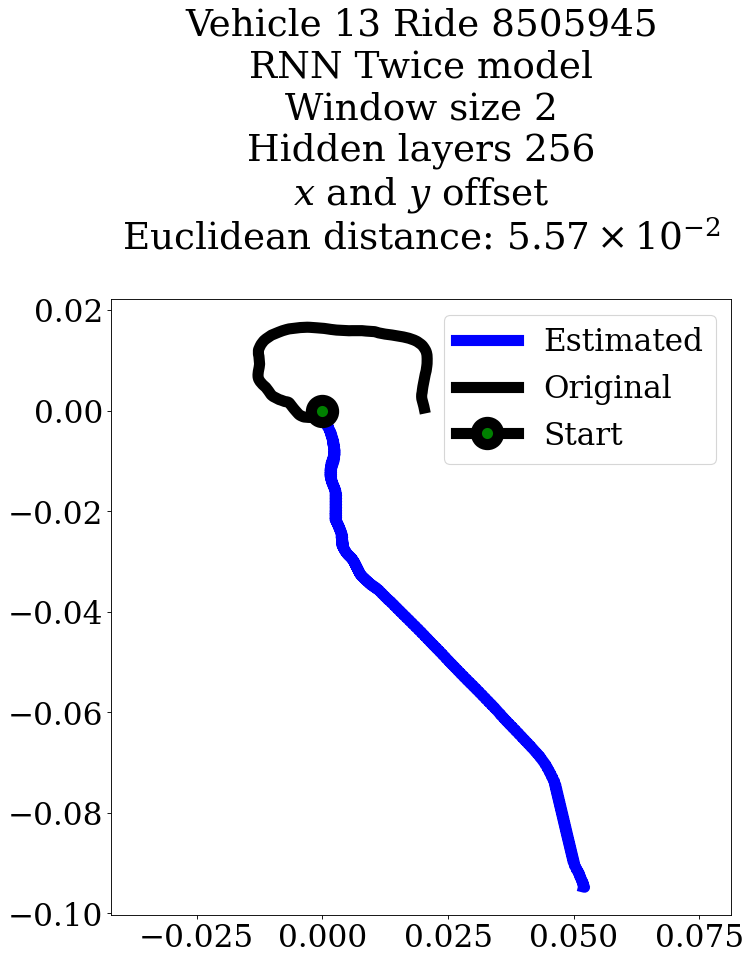 Vehicle 13 Ride 8505945
RNN Twice model
Window size 2
Hidden layers 256
x and y offset
Euclidean distance: 5.57 × 10⁻²
0.02
0.00
−0.02
−0.04
−0.06
−0.08
−0.10
Estimated
Original
Start
−0.025 0.000 0.025 0.050 0.075